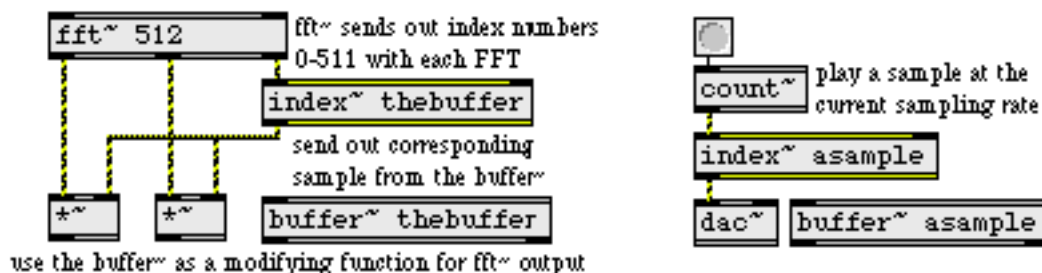 fft~ 512
fft~ sends out index numbers
0-511 with each FFT
index~ thebuffer
send out corresponding
sample from the buffer~
*~
*~
buffer~ thebuffer
use the buffer~ as a modifying function for fft~ output
count~
play a sample at the
current sampling rate
index~ asample
dac~
buffer~ asample